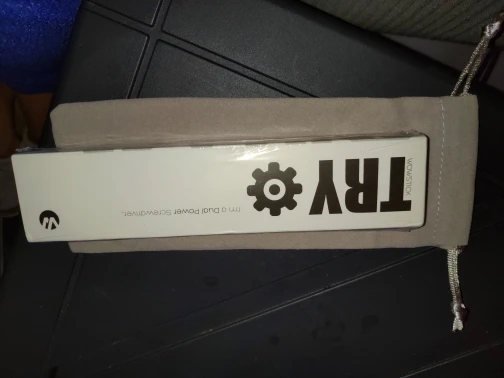 WOWSTICK
TRY
I'm a Dual Power Screwdriver.